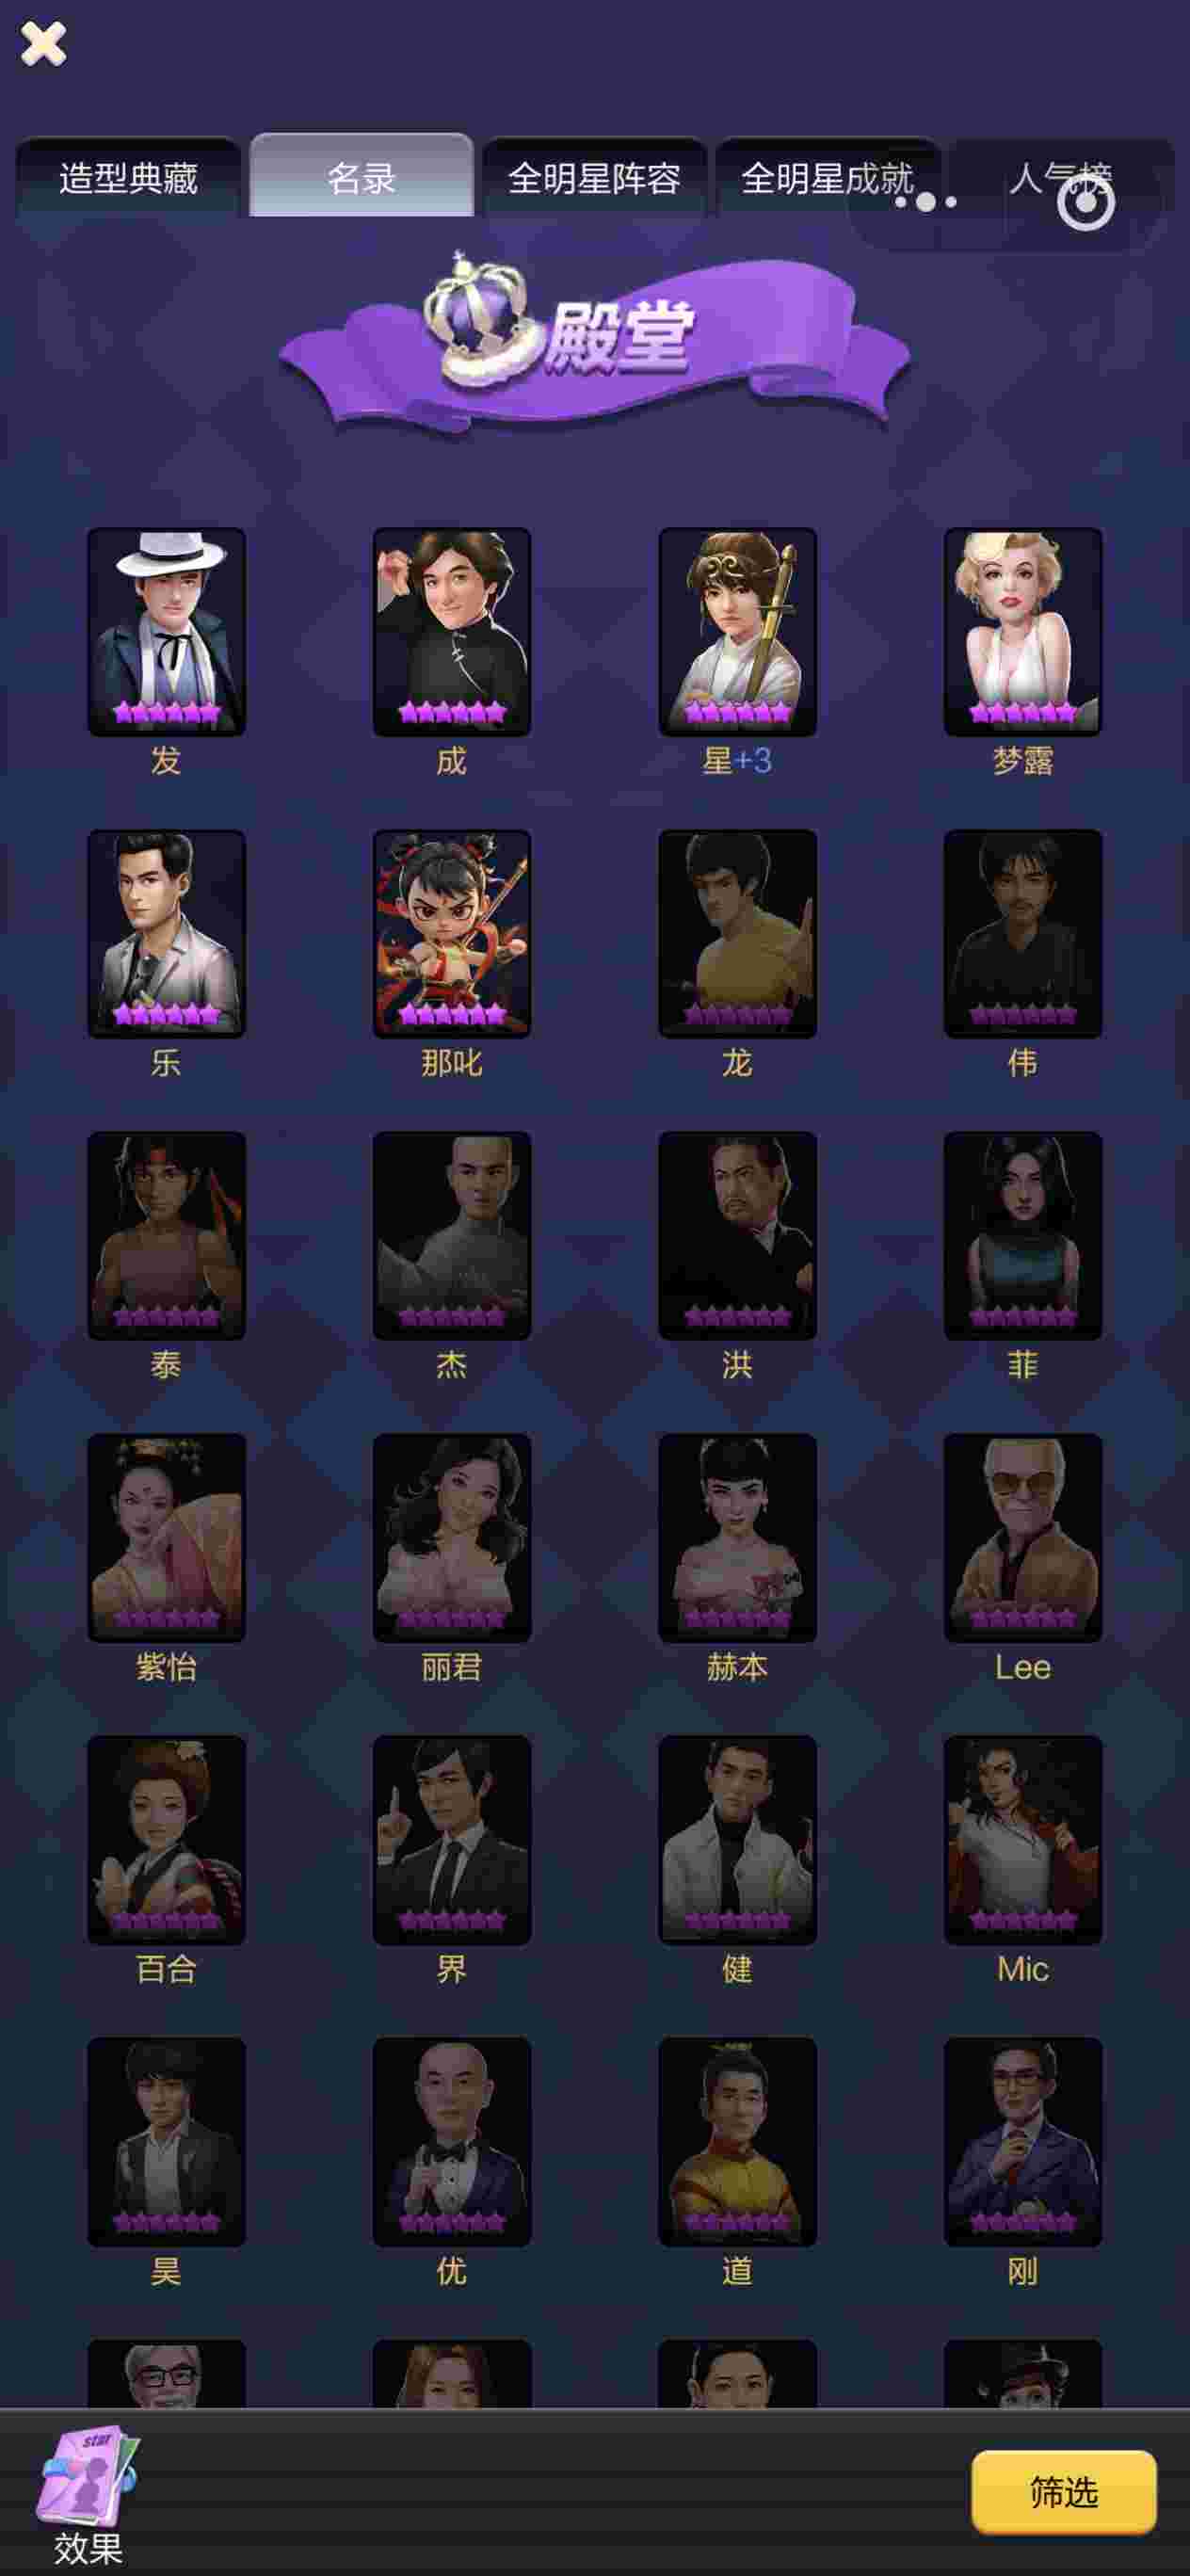 造型典藏
名录
全明星阵容
全明星成就
人气榜
殿堂
发
成
星+3
梦露
乐
那叱
龙
伟
泰
杰
洪
菲
紫怡
丽君
赫本
Lee
百合
界
健
Mic
昊
优
道
刚
star
效果
筛选